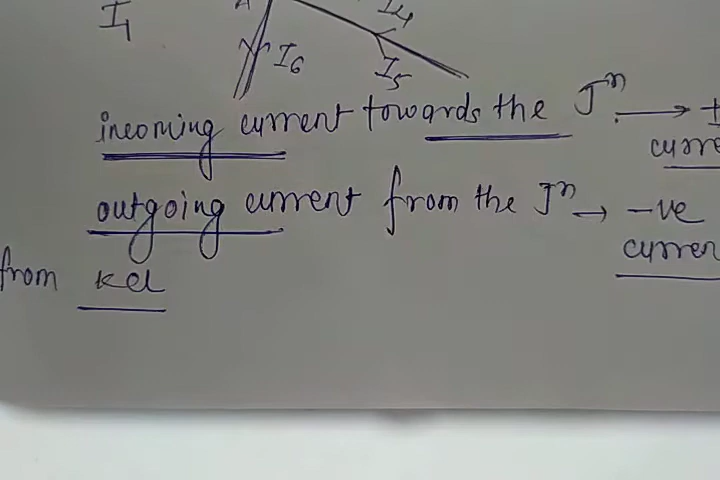 I1
I4
I6
I5
incoming current towards the Jn → +
curre
outgoing current from the Jn → -ve
curren
from kcl